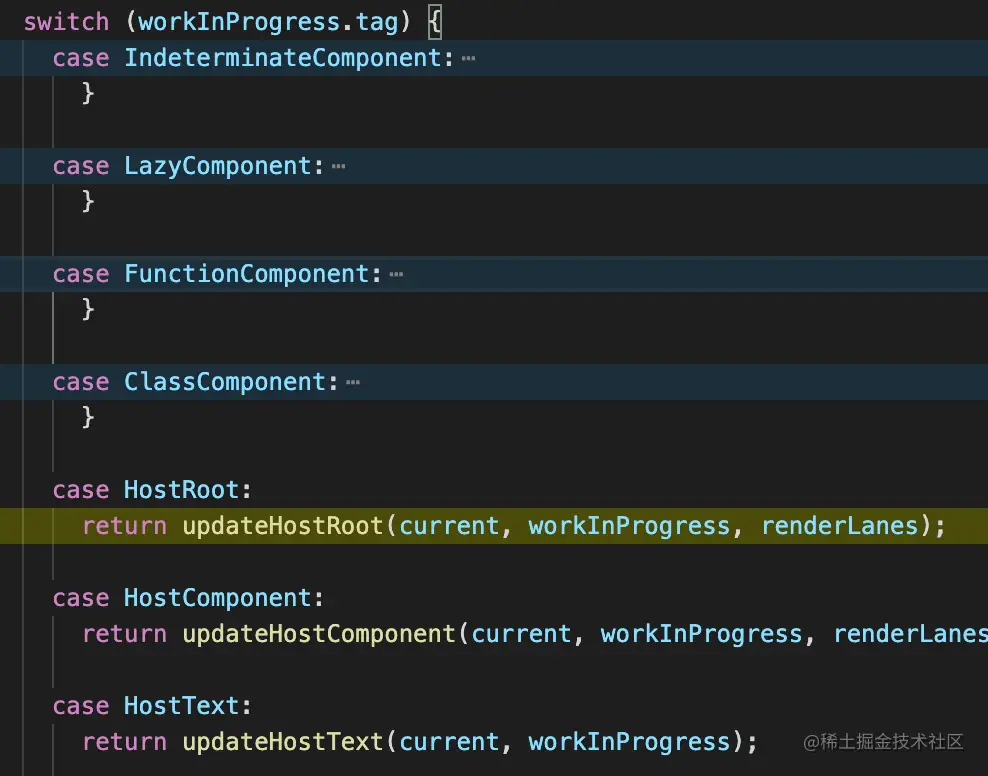 switch (workInProgress.tag) {
case IndeterminateComponent:⋯
}
case LazyComponent:⋯
}
case FunctionComponent:⋯
}
case ClassComponent:⋯
}
case HostRoot:
return updateHostRoot(current, workInProgress, renderLanes);
case HostComponent:
return updateHostComponent(current, workInProgress, renderLanes
case HostText:
return updateHostText(current, workInProgress);
@稀土掘金技术社区